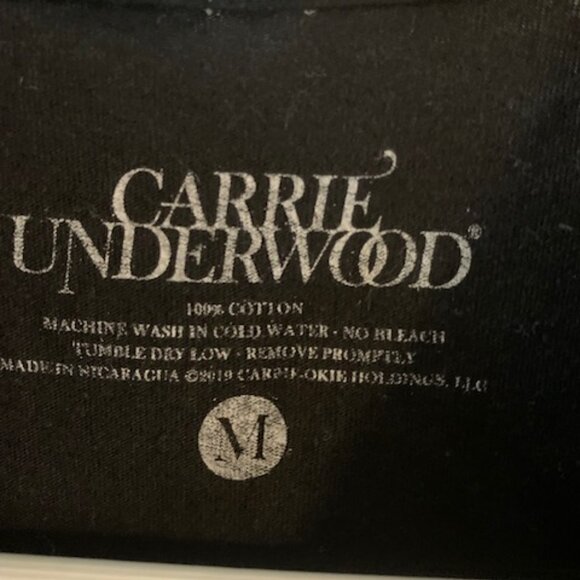 CARRIE
UNDERWOOD®
100% COTTON
MACHINE WASH IN COLD WATER · NO BLEACH
TUMBLE DRY LOW · REMOVE PROMPTLY
MADE IN NICARAGUA ©2019 CARRIE-OKIE HOLDINGS, LLC
M